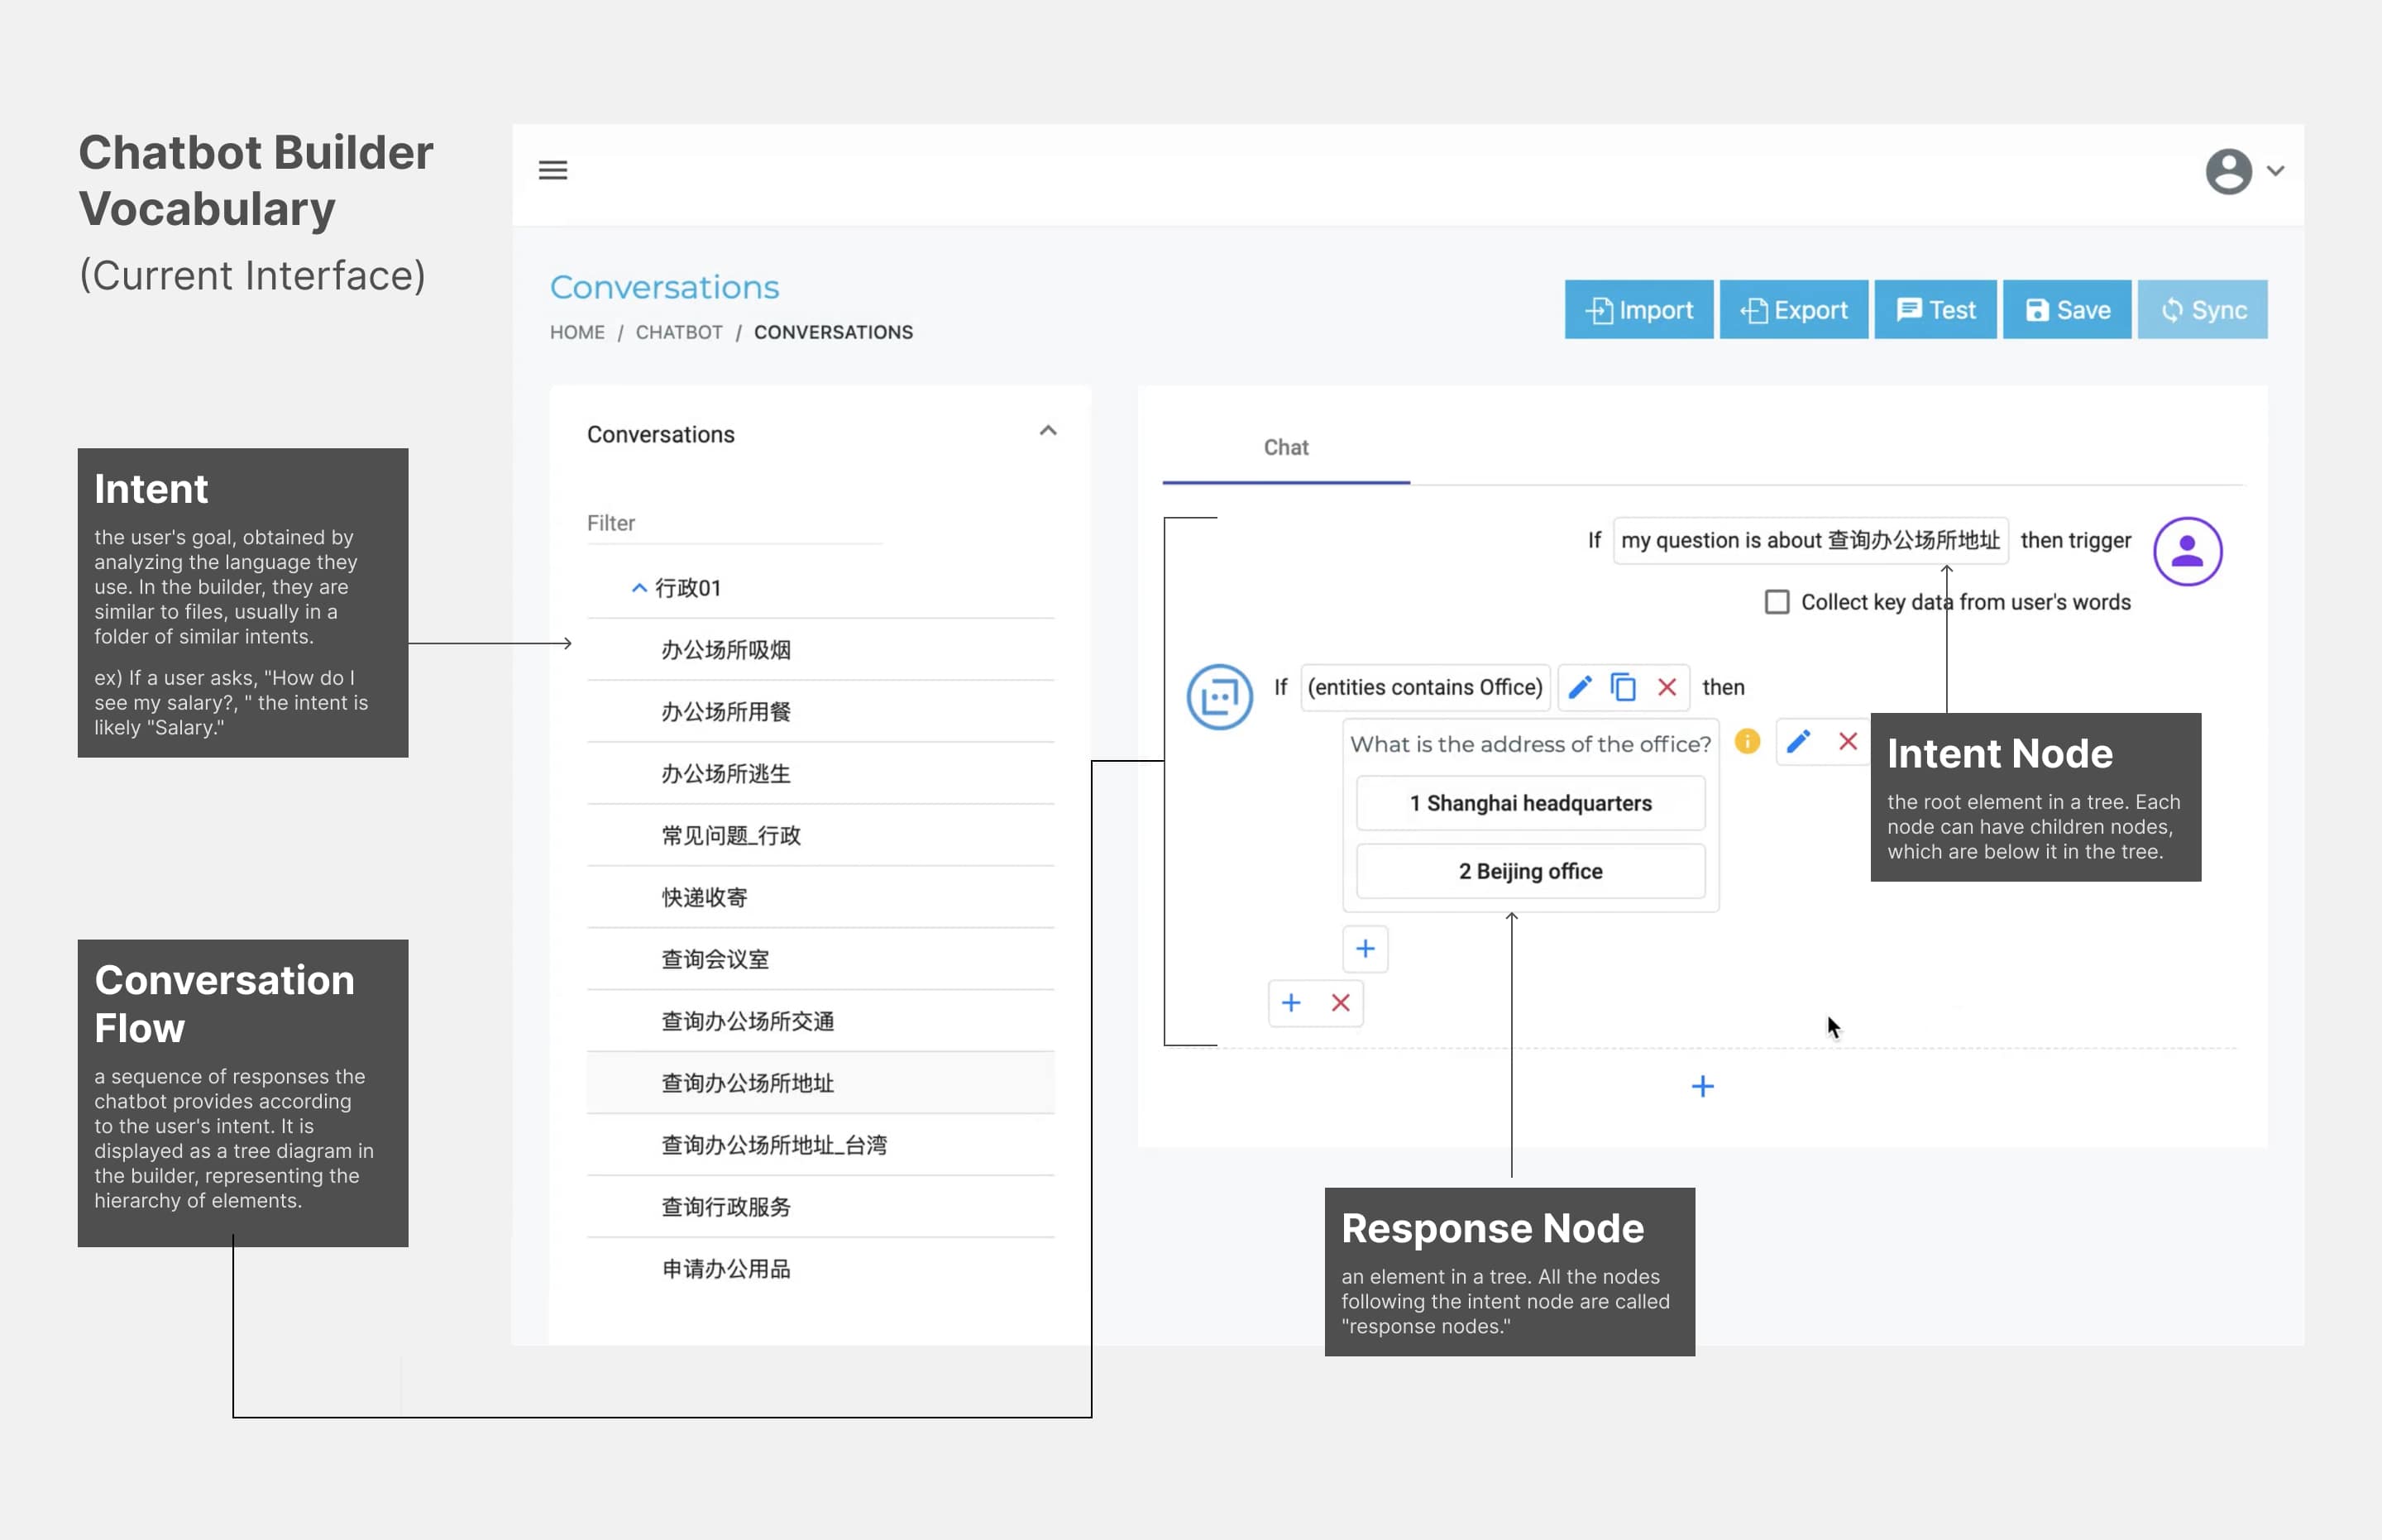 Chatbot Builder
Vocabulary
(Current Interface)
Intent
the user's goal, obtained by
analyzing the language they
use. In the builder, they are
similar to files, usually in a
folder of similar intents.
ex) If a user asks, "How do I
see my salary?, " the intent is
likely "Salary."
Conversation
Flow
a sequence of responses the
chatbot provides according
to the user's intent. It is
displayed as a tree diagram in
the builder, representing the
hierarchy of elements.
Conversations
HOME / CHATBOT / CONVERSATIONS
Import
Export
Test
Save
Sync
Conversations
Filter
行政01
办公场所吸烟
办公场所用餐
办公场所逃生
常见问题_行政
快递收寄
查询会议室
查询办公场所交通
查询办公场所地址
查询办公场所地址_台湾
查询行政服务
申请办公用品
Chat
If my question is about 查询办公场所地址 then trigger
Collect key data from user's words
If (entities contains Office) then
What is the address of the office?
1 Shanghai headquarters
2 Beijing office
Intent Node
the root element in a tree. Each
node can have children nodes,
which are below it in the tree.
Response Node
an element in a tree. All the nodes
following the intent node are called
"response nodes."